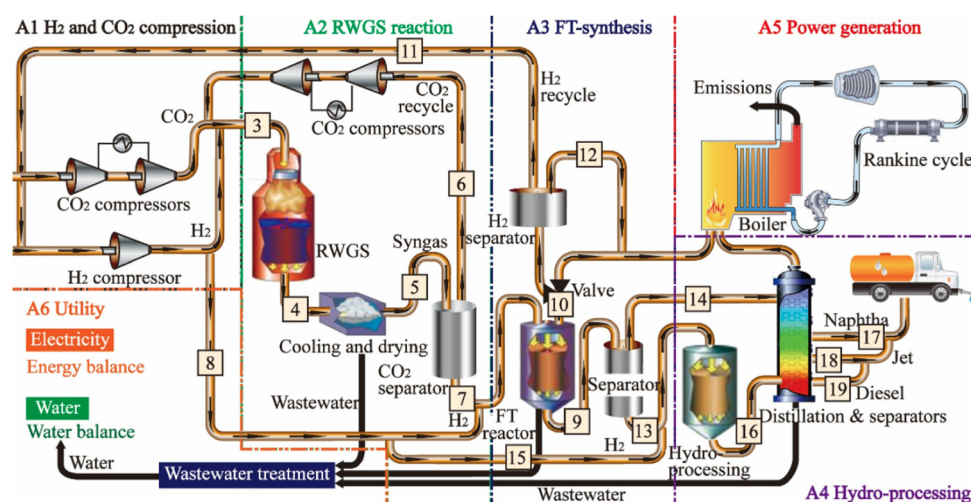 A1 H₂ and CO₂ compression
A2 RWGS reaction
A3 FT-synthesis
A5 Power generation
11
H₂
recycle
CO₂
recycle
CO₂ compressors
CO₂
3
6
12
Emissions
Rankine cycle
Boiler
CO₂ compressors
H₂
H₂ compressor
RWGS
Syngas
H₂
separator
4
5
10
Valve
14
A6 Utility
Electricity
Energy balance
Cooling and drying
CO₂
separator
Separator
Naphtha
17
18
Jet
19
Diesel
8
7
H₂
9
13
H₂
16
Distillation & separators
Water
Water balance
Wastewater
FT
reactor
15
Hydro-
processing
Water
Wastewater treatment
Wastewater
A4 Hydro-processing